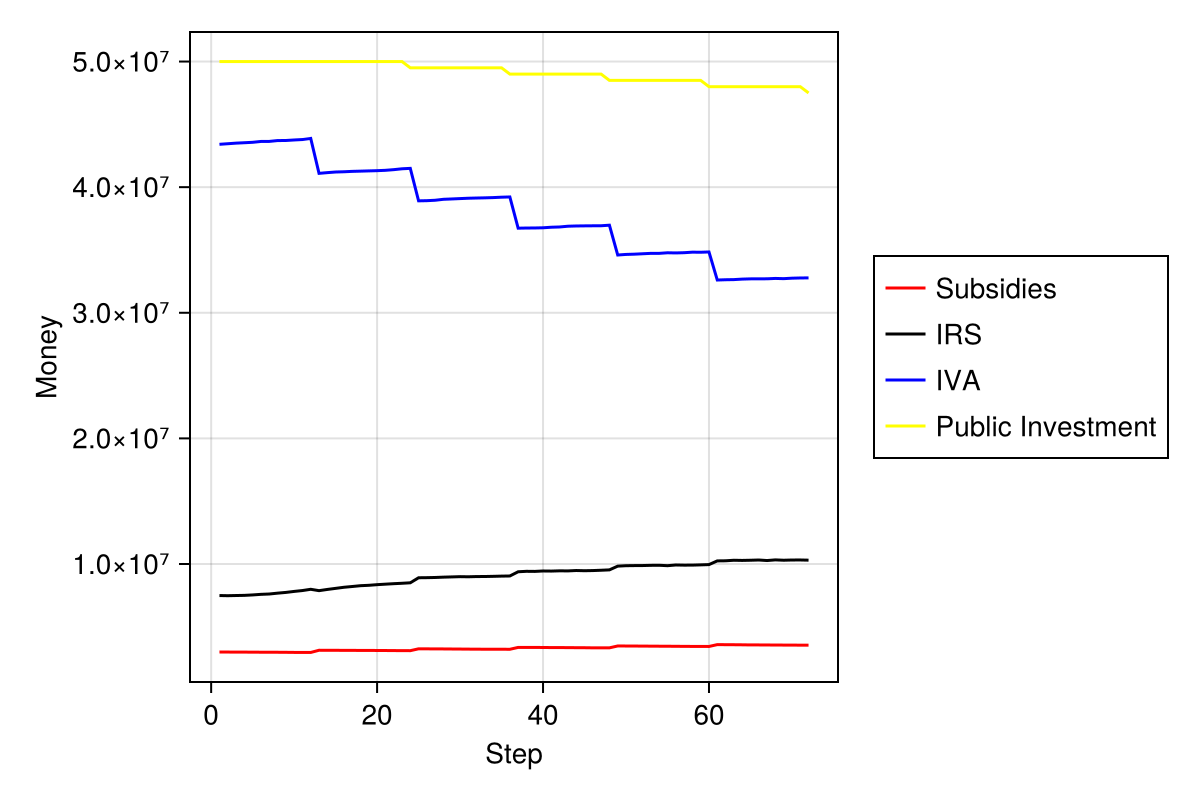 5.0×10⁷
4.0×10⁷
3.0×10⁷
2.0×10⁷
1.0×10⁷
Money
0 20 40 60
Step
Subsidies
IRS
IVA
Public Investment